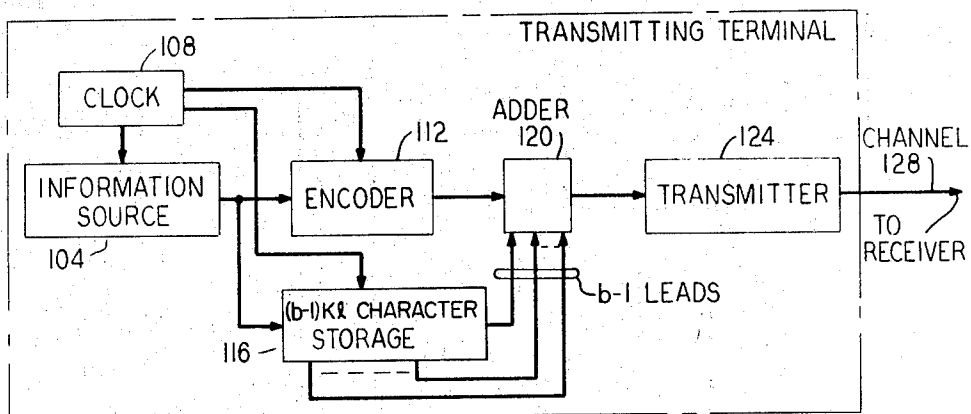 TRANSMITTING TERMINAL
108
CLOCK
INFORMATION
SOURCE
104
112
ENCODER
ADDER
120
124
TRANSMITTER
CHANNEL
128
TO
RECEIVER
b-1 LEADS
(b-1)Kℓ CHARACTER
STORAGE
116